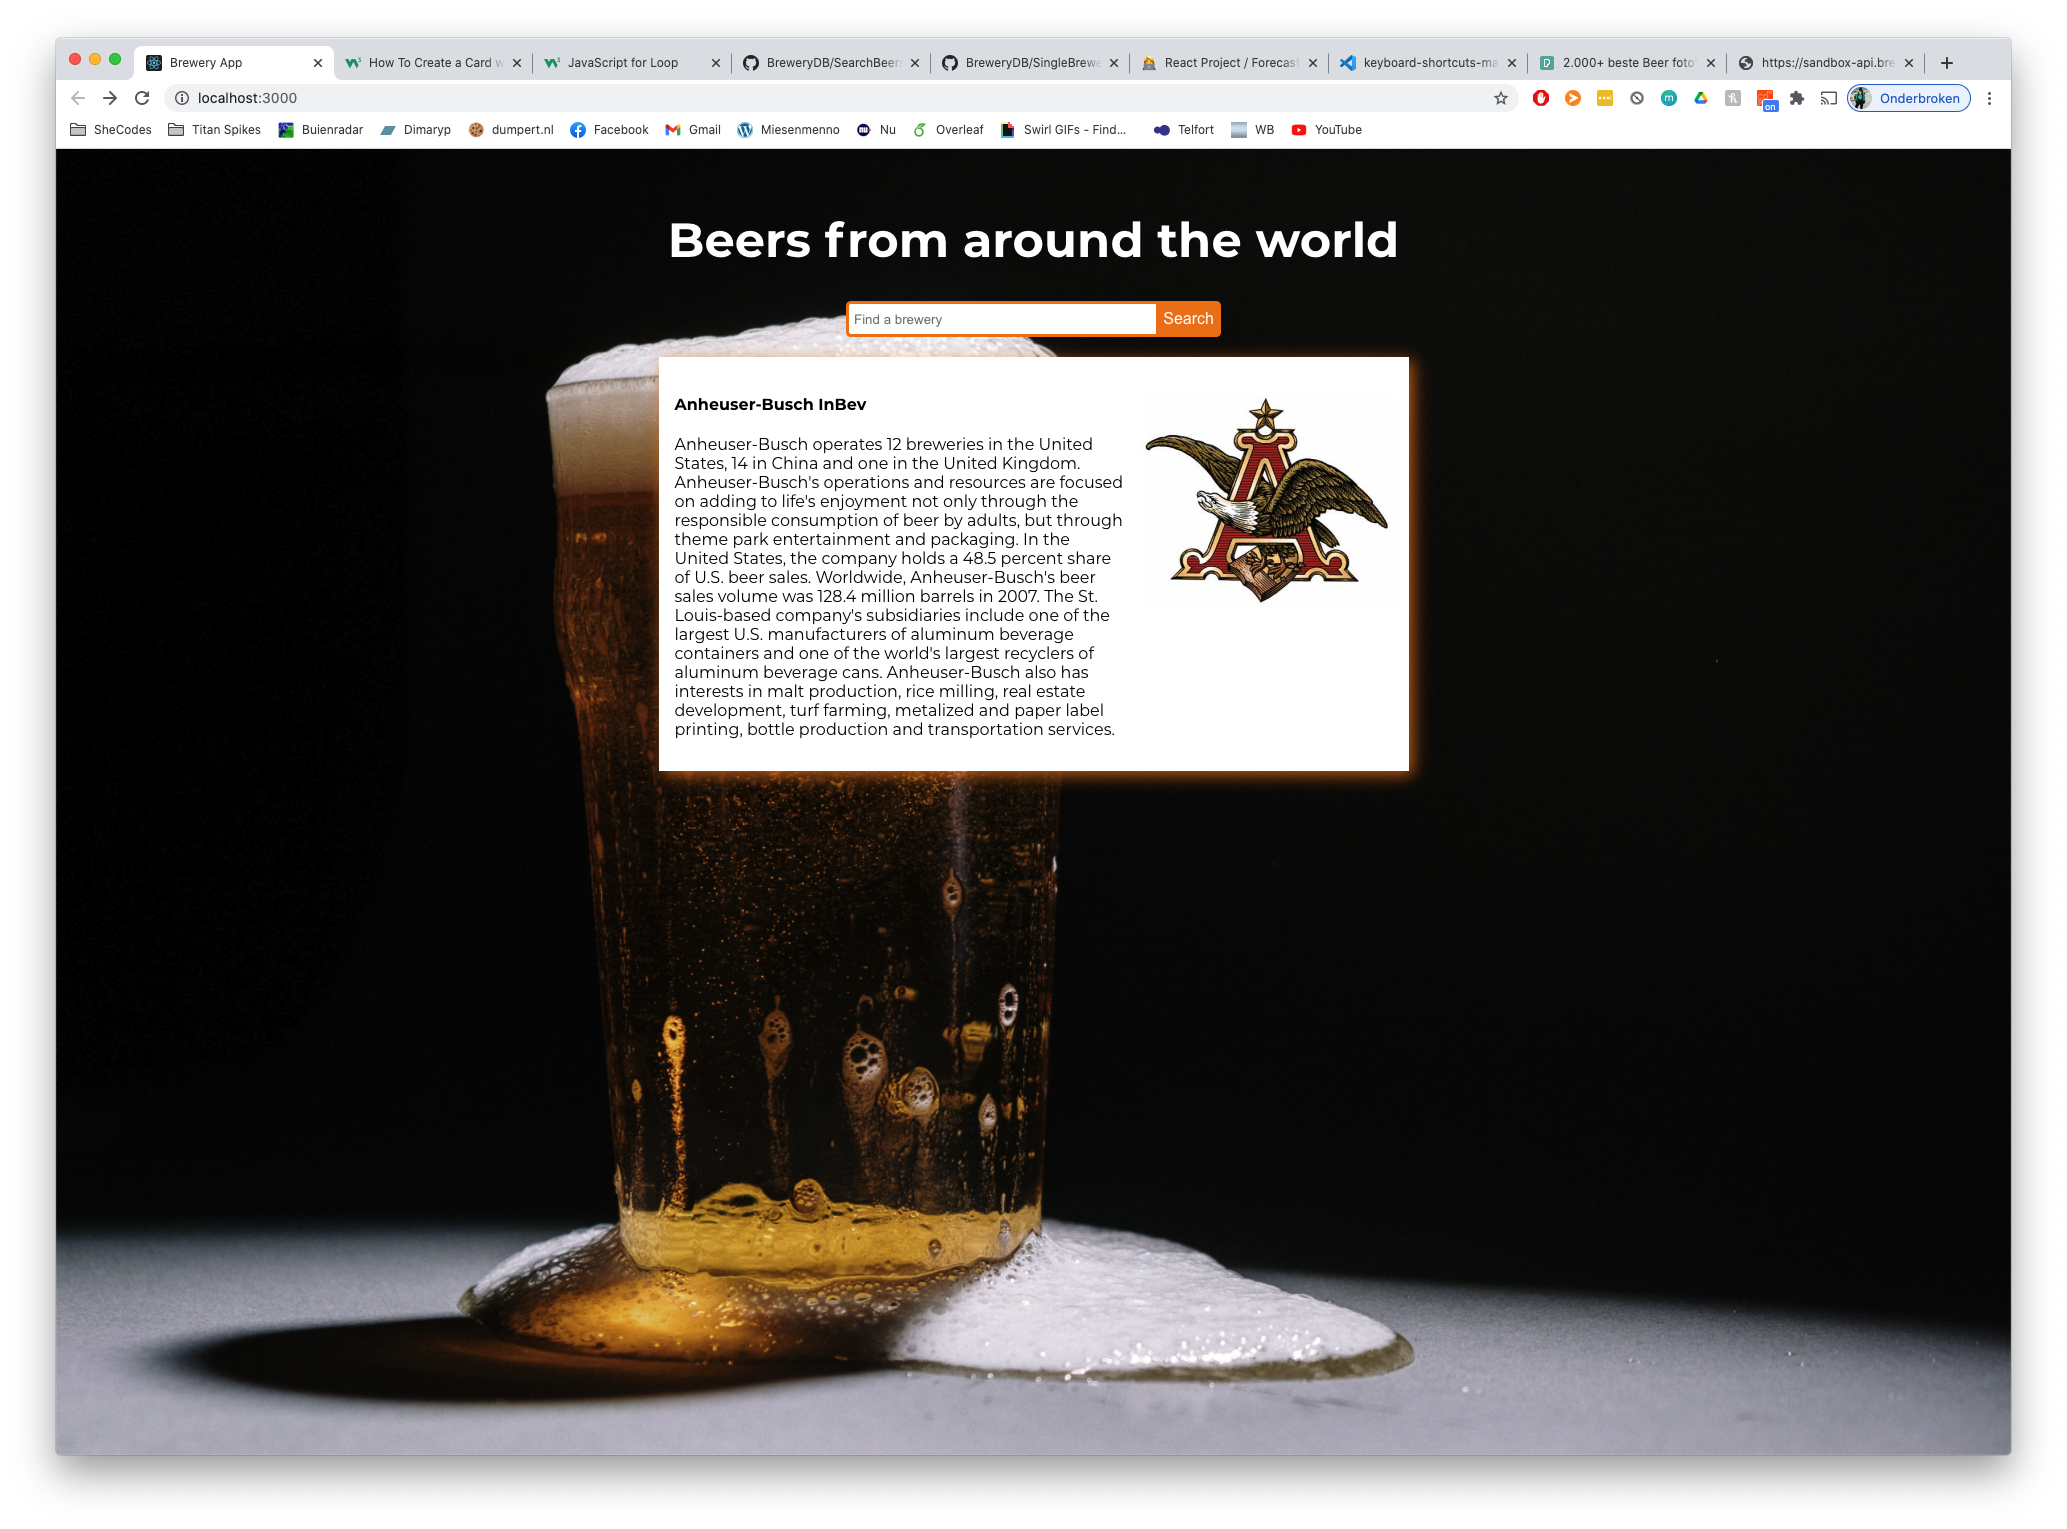 Brewery App
How To Create a Card w
JavaScript for Loop
BreweryDB/SearchBeer
BreweryDB/SingleBrewe
React Project / Forecas
keyboard-shortcuts-ma
2.000+ beste Beer foto'
https://sandbox-api.bre
localhost:3000
on
Onderbroken
SheCodes
Titan Spikes
Buienradar
Dimaryp
dumpert.nl
Facebook
Gmail
Miesenmenno
Nu
Overleaf
Swirl GIFs - Find...
Telfort
WB
YouTube
Beers from around the world
Find a brewery
Search
Anheuser-Busch InBev
Anheuser-Busch operates 12 breweries in the United
States, 14 in China and one in the United Kingdom.
Anheuser-Busch's operations and resources are focused
on adding to life's enjoyment not only through the
responsible consumption of beer by adults, but through
theme park entertainment and packaging. In the
United States, the company holds a 48.5 percent share
of U.S. beer sales. Worldwide, Anheuser-Busch's beer
sales volume was 128.4 million barrels in 2007. The St.
Louis-based company's subsidiaries include one of the
largest U.S. manufacturers of aluminum beverage
containers and one of the world's largest recyclers of
aluminum beverage cans. Anheuser-Busch also has
interests in malt production, rice milling, real estate
development, turf farming, metalized and paper label
printing, bottle production and transportation services.